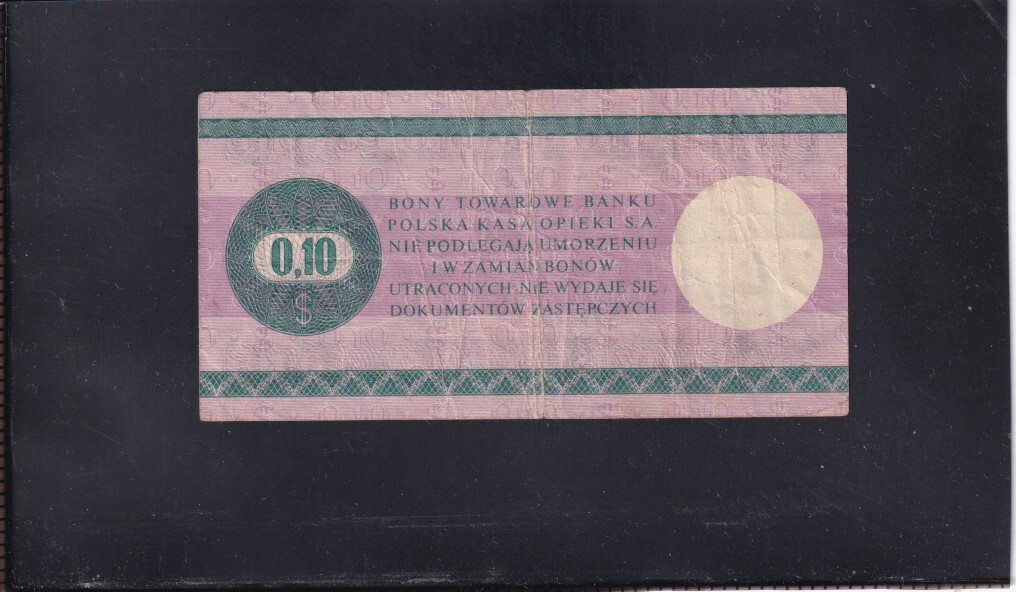 BONY TOWAROWE BANKU
POLSKA KASA OPIEKI S.A.
NIE PODLEGAJĄ UMORZENIU
I W ZAMIAN BONÓW
UTRACONYCH NIE WYDAJE SIĘ
DOKUMENTÓW ZASTĘPCZYCH
0,10
$